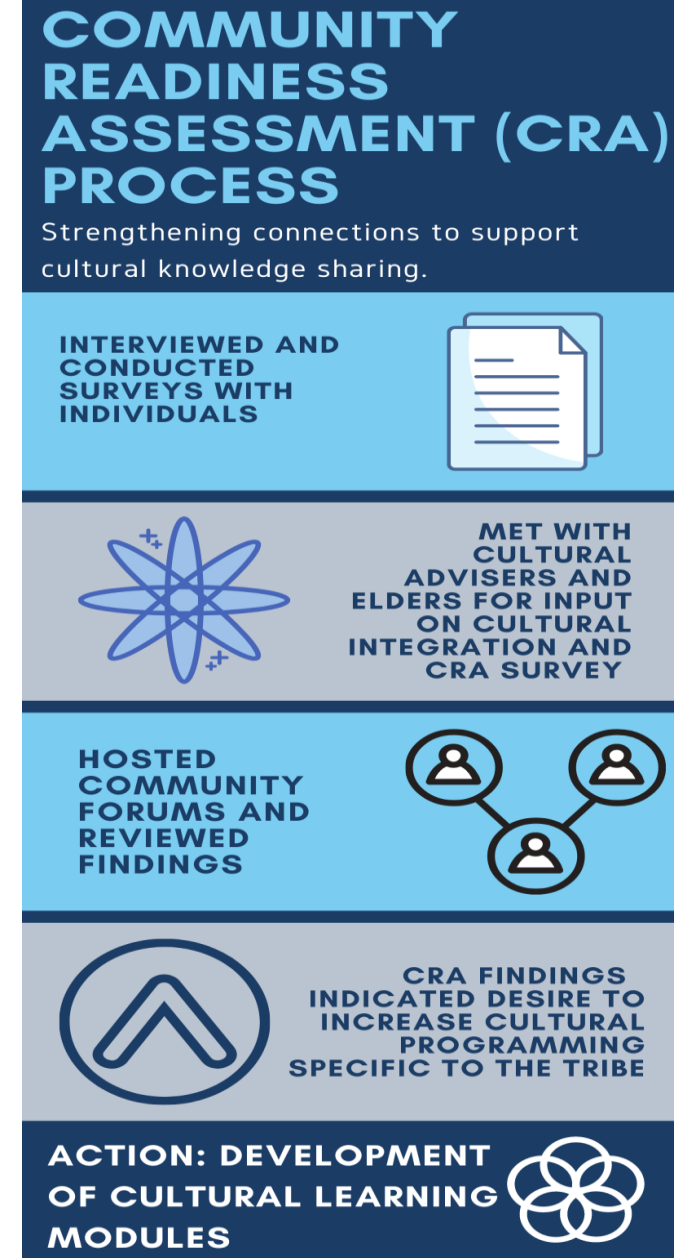 COMMUNITY
READINESS
ASSESSMENT (CRA)
PROCESS
Strengthening connections to support
cultural knowledge sharing.
INTERVIEWED AND
CONDUCTED
SURVEYS WITH
INDIVIDUALS
MET WITH
CULTURAL
ADVISERS AND
ELDERS FOR INPUT
ON CULTURAL
INTEGRATION AND
CRA SURVEY
HOSTED
COMMUNITY
FORUMS AND
REVIEWED
FINDINGS
CRA FINDINGS
INDICATED DESIRE TO
INCREASE CULTURAL
PROGRAMMING
SPECIFIC TO THE TRIBE
ACTION: DEVELOPMENT
OF CULTURAL LEARNING
MODULES